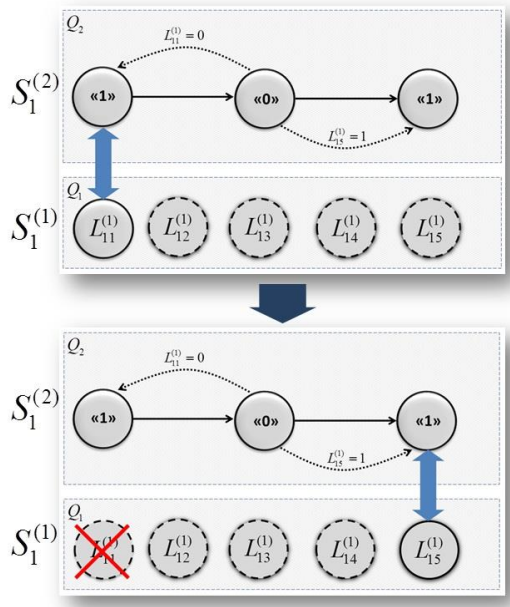 Q₂
L₁₁⁽¹⁾ = 0
S₁⁽²⁾ «1» «0» «1»
L₁₅⁽¹⁾ = 1
Q₁
S₁⁽¹⁾ L₁₁⁽¹⁾ L₁₂⁽¹⁾ L₁₃⁽¹⁾ L₁₄⁽¹⁾ L₁₅⁽¹⁾
Q₂
L₁₁⁽¹⁾ = 0
S₁⁽²⁾ «1» «0» «1»
L₁₅⁽¹⁾ = 1
Q₁
S₁⁽¹⁾ L₁₁⁽¹⁾ L₁₂⁽¹⁾ L₁₃⁽¹⁾ L₁₄⁽¹⁾ L₁₅⁽¹⁾